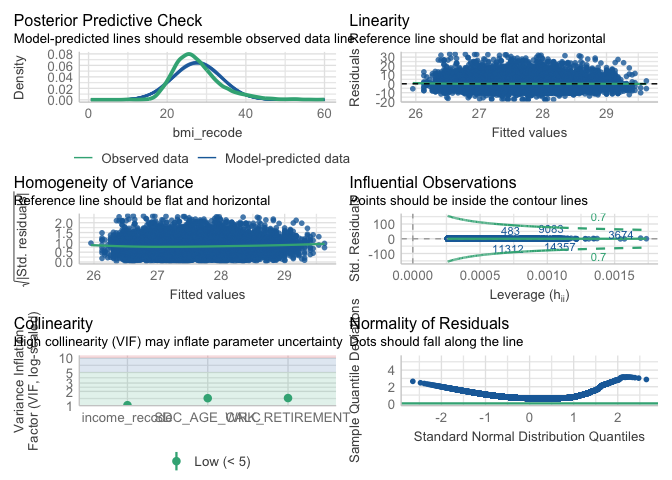 Posterior Predictive Check
Model-predicted lines should resemble observed data line
Density
0.08
0.06
0.04
0.02
0.00
0
20
40
60
bmi_recode
Observed data
Model-predicted data
Linearity
Reference line should be flat and horizontal
Residuals
30
20
10
0
-10
-20
26
27
28
29
Fitted values
Homogeneity of Variance
Reference line should be flat and horizontal
√|Std. residuals|
2.0
1.5
1.0
0.5
0.0
26
27
28
29
Fitted values
Influential Observations
Points should be inside the contour lines
Std. Residuals
100
0
-100
0.7
483
9083
3674
11312
14357
0.7
0.0000
0.0005
0.0010
0.0015
Leverage (hii)
Collinearity
High collinearity (VIF) may inflate parameter uncertainty
Variance Inflation
Factor (VIF, log-scaled)
10
5
3
2
1
income_recode
SDC_AGE_CALC
WRK_RETIREMENT
Low (< 5)
Normality of Residuals
Dots should fall along the line
Sample Quantile Deviations
4
2
0
-2
-1
0
1
2
Standard Normal Distribution Quantiles